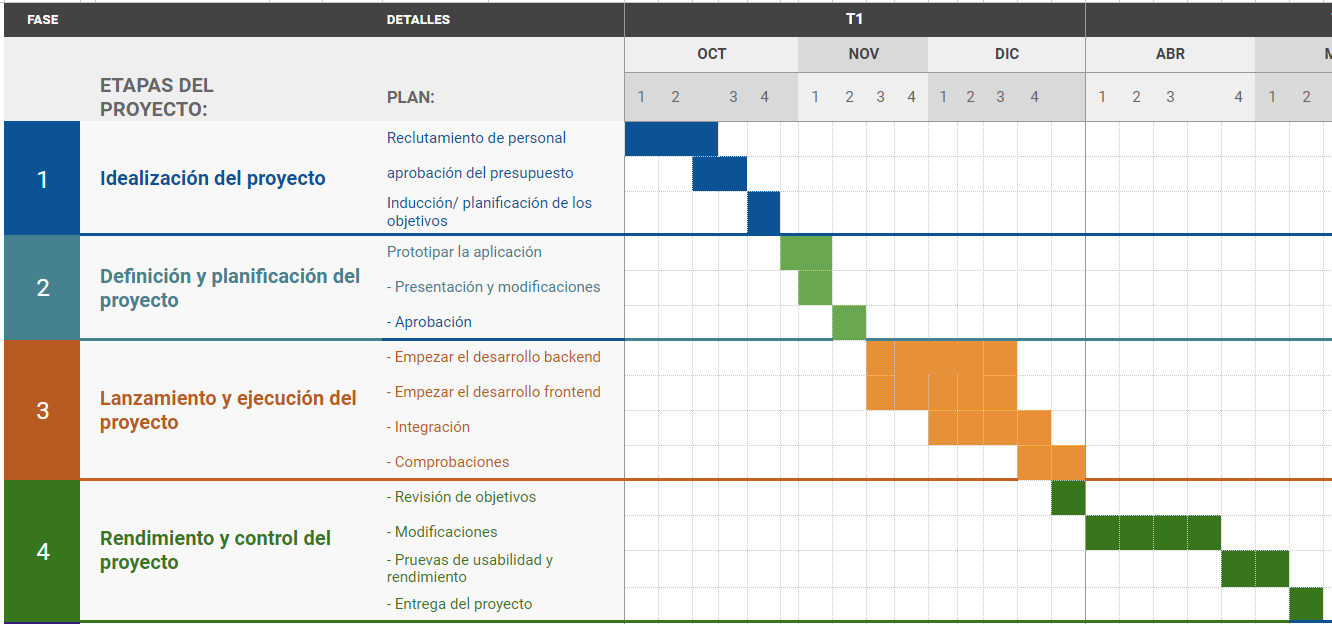 FASE DETALLES T1
OCT NOV DIC ABR
ETAPAS DEL
PROYECTO:
PLAN: 1 2 3 4 1 2 3 4 1 2 3 4 1 2 3 4 1 2
1
Idealización del proyecto
Reclutamiento de personal
aprobación del presupuesto
Inducción/ planificación de los
objetivos
2
Definición y planificación del
proyecto
Prototipar la aplicación
- Presentación y modificaciones
- Aprobación
3
Lanzamiento y ejecución del
proyecto
- Empezar el desarrollo backend
- Empezar el desarrollo frontend
- Integración
- Comprobaciones
4
Rendimiento y control del
proyecto
- Revisión de objetivos
- Modificaciones
- Pruevas de usabilidad y
rendimiento
- Entrega del proyecto